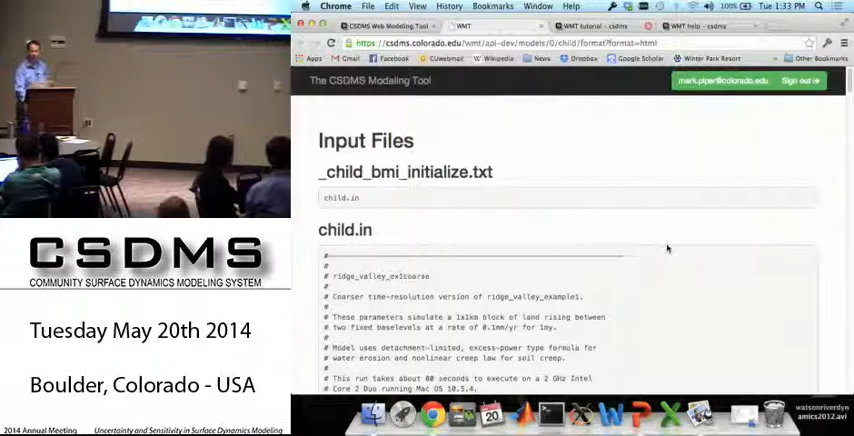 Chrome File Edit View History Bookmarks Window Help 100% Tue 1:33 PM
CSDMS Web Modeling Tool WMT WMT tutorial - csdms WMT help - csdms
https://csdms.colorado.edu/wmt/api-dev/models/0/child/format?format=html
Apps Gmail Facebook CUwebmail Wikipedia News Dropbox Google Scholar Winter Park Resort Other Bookmarks
The CSDMS Modeling Tool mark.piper@colorado.edu Sign out
Input Files
_child_bmi_initialize.txt
child.in
child.in
#
#
# ridge_valley_ex1coarse
#
# Coarser time-resolution version of ridge_valley_example1.
#
# These parameters simulate a 1x1km block of land rising between
# two fixed baselevels at a rate of 0.1mm/yr for 1my.
#
# Model uses detachment-limited, excess-power type formula for
# water erosion and nonlinear creep law for soil creep.
#
# This run takes about 80 seconds to execute on a 2 GHz Intel
# Core 2 Duo running Mac OS 10.5.4.
CSDMS
COMMUNITY SURFACE DYNAMICS MODELING SYSTEM
Tuesday May 20th 2014
Boulder, Colorado - USA
2014 Annual Meeting Uncertainty and Sensitivity in Surface Dynamics Modeling
20
watsonriverdyn
amics2012.avi